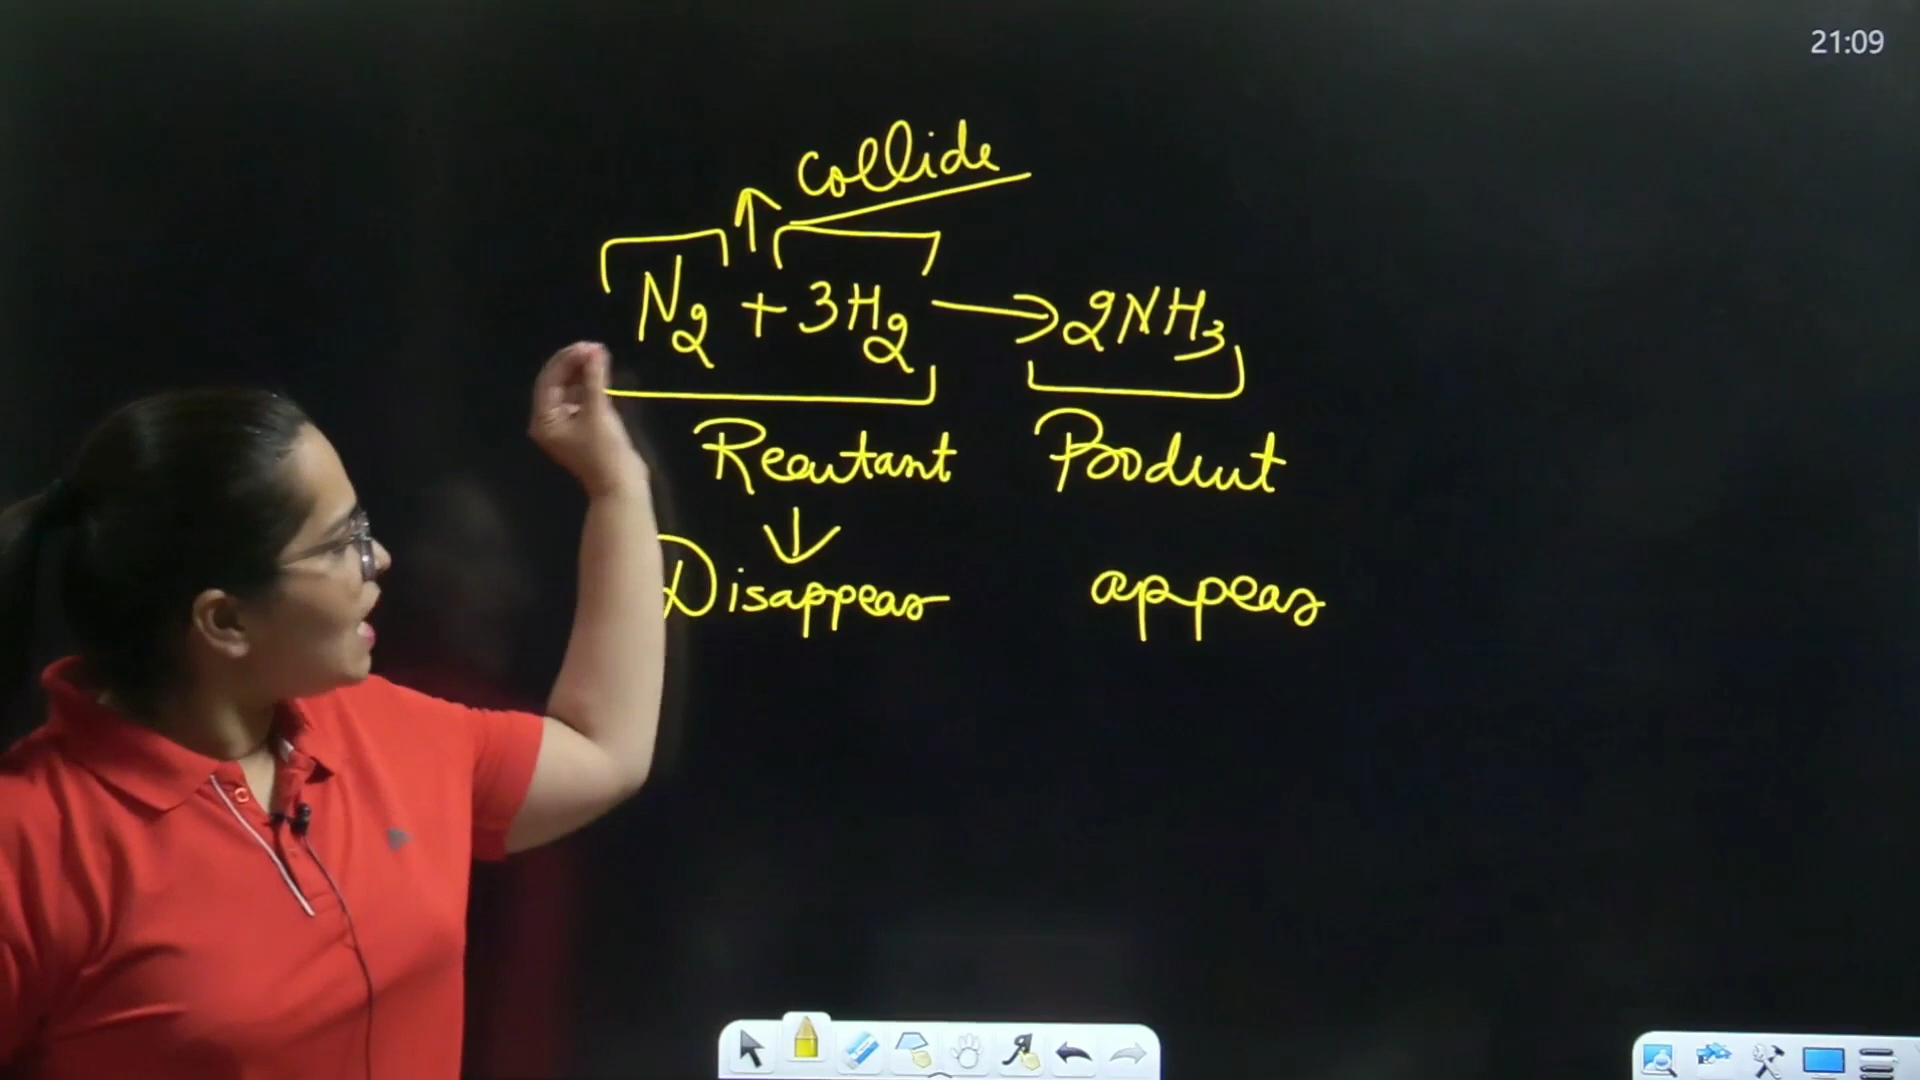 21:09
Collide
N₂ + 3H₂ → 2NH₃
Reactant Product
Disappear appear